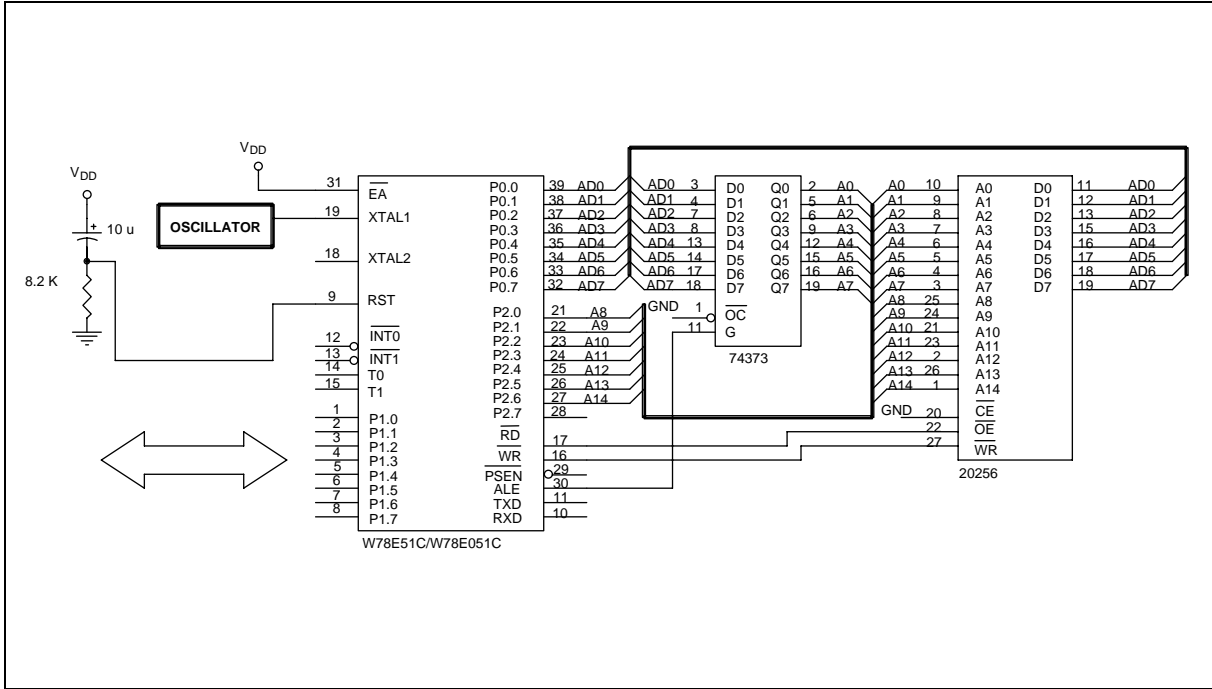 VDD
10 u
8.2 K
VDD
OSCILLATOR
31 EA
19 XTAL1
18 XTAL2
9 RST
12 INT0
13 INT1
14 T0
15 T1
1 P1.0
2 P1.1
3 P1.2
4 P1.3
5 P1.4
6 P1.5
7 P1.6
8 P1.7
P0.0 39 AD0
P0.1 38 AD1
P0.2 37 AD2
P0.3 36 AD3
P0.4 35 AD4
P0.5 34 AD5
P0.6 33 AD6
P0.7 32 AD7
P2.0 21 A8
P2.1 22 A9
P2.2 23 A10
P2.3 24 A11
P2.4 25 A12
P2.5 26 A13
P2.6 27 A14
P2.7 28
RD 17
WR 16
PSEN 29
ALE 30
TXD 11
RXD 10
W78E51C/W78E051C
AD0 3 D0 Q0 2 A0
AD1 4 D1 Q1 5 A1
AD2 7 D2 Q2 6 A2
AD3 8 D3 Q3 9 A3
AD4 13 D4 Q4 12 A4
AD5 14 D5 Q5 15 A5
AD6 17 D6 Q6 16 A6
AD7 18 D7 Q7 19 A7
GND 1 OC
11 G
74373
A0 10 A0 D0 11 AD0
A1 9 A1 D1 12 AD1
A2 8 A2 D2 13 AD2
A3 7 A3 D3 15 AD3
A4 6 A4 D4 16 AD4
A5 5 A5 D5 17 AD5
A6 4 A6 D6 18 AD6
A7 3 A7 D7 19 AD7
A8 25 A8
A9 24 A9
A10 21 A10
A11 23 A11
A12 2 A12
A13 26 A13
A14 1 A14
GND 20 CE
22 OE
27 WR
20256